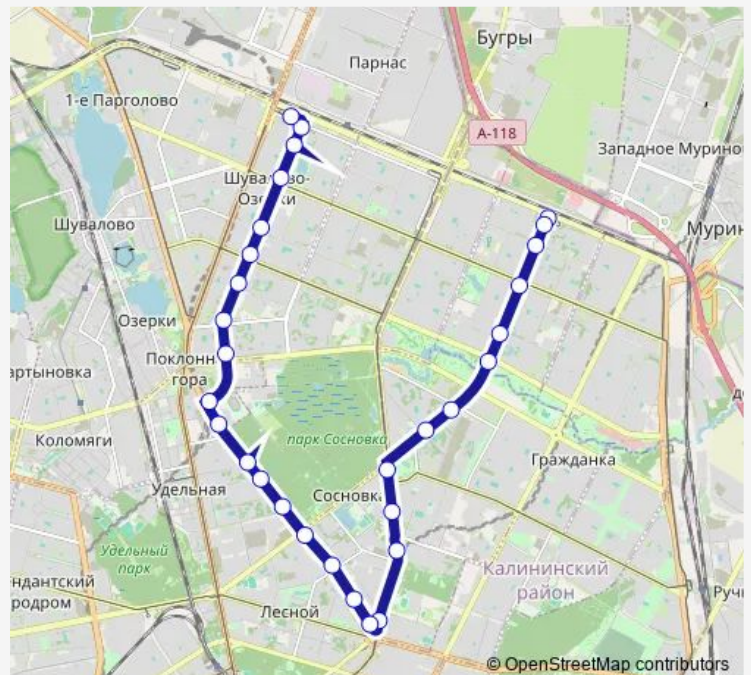 Бугры
Парнас
1-е Парголово
А-118
Западное Мурино
Шувалово-
Озерки
Шувалово
Мурин
Озерки
Поклонн
гора
артыновка
парк Сосновка
Коломяги
Гражданка
Удельная
Сосновка
Удельный
парк
ндантский
родром
Калининский
район
Ручь
Лесной
© OpenStreetMap contributors